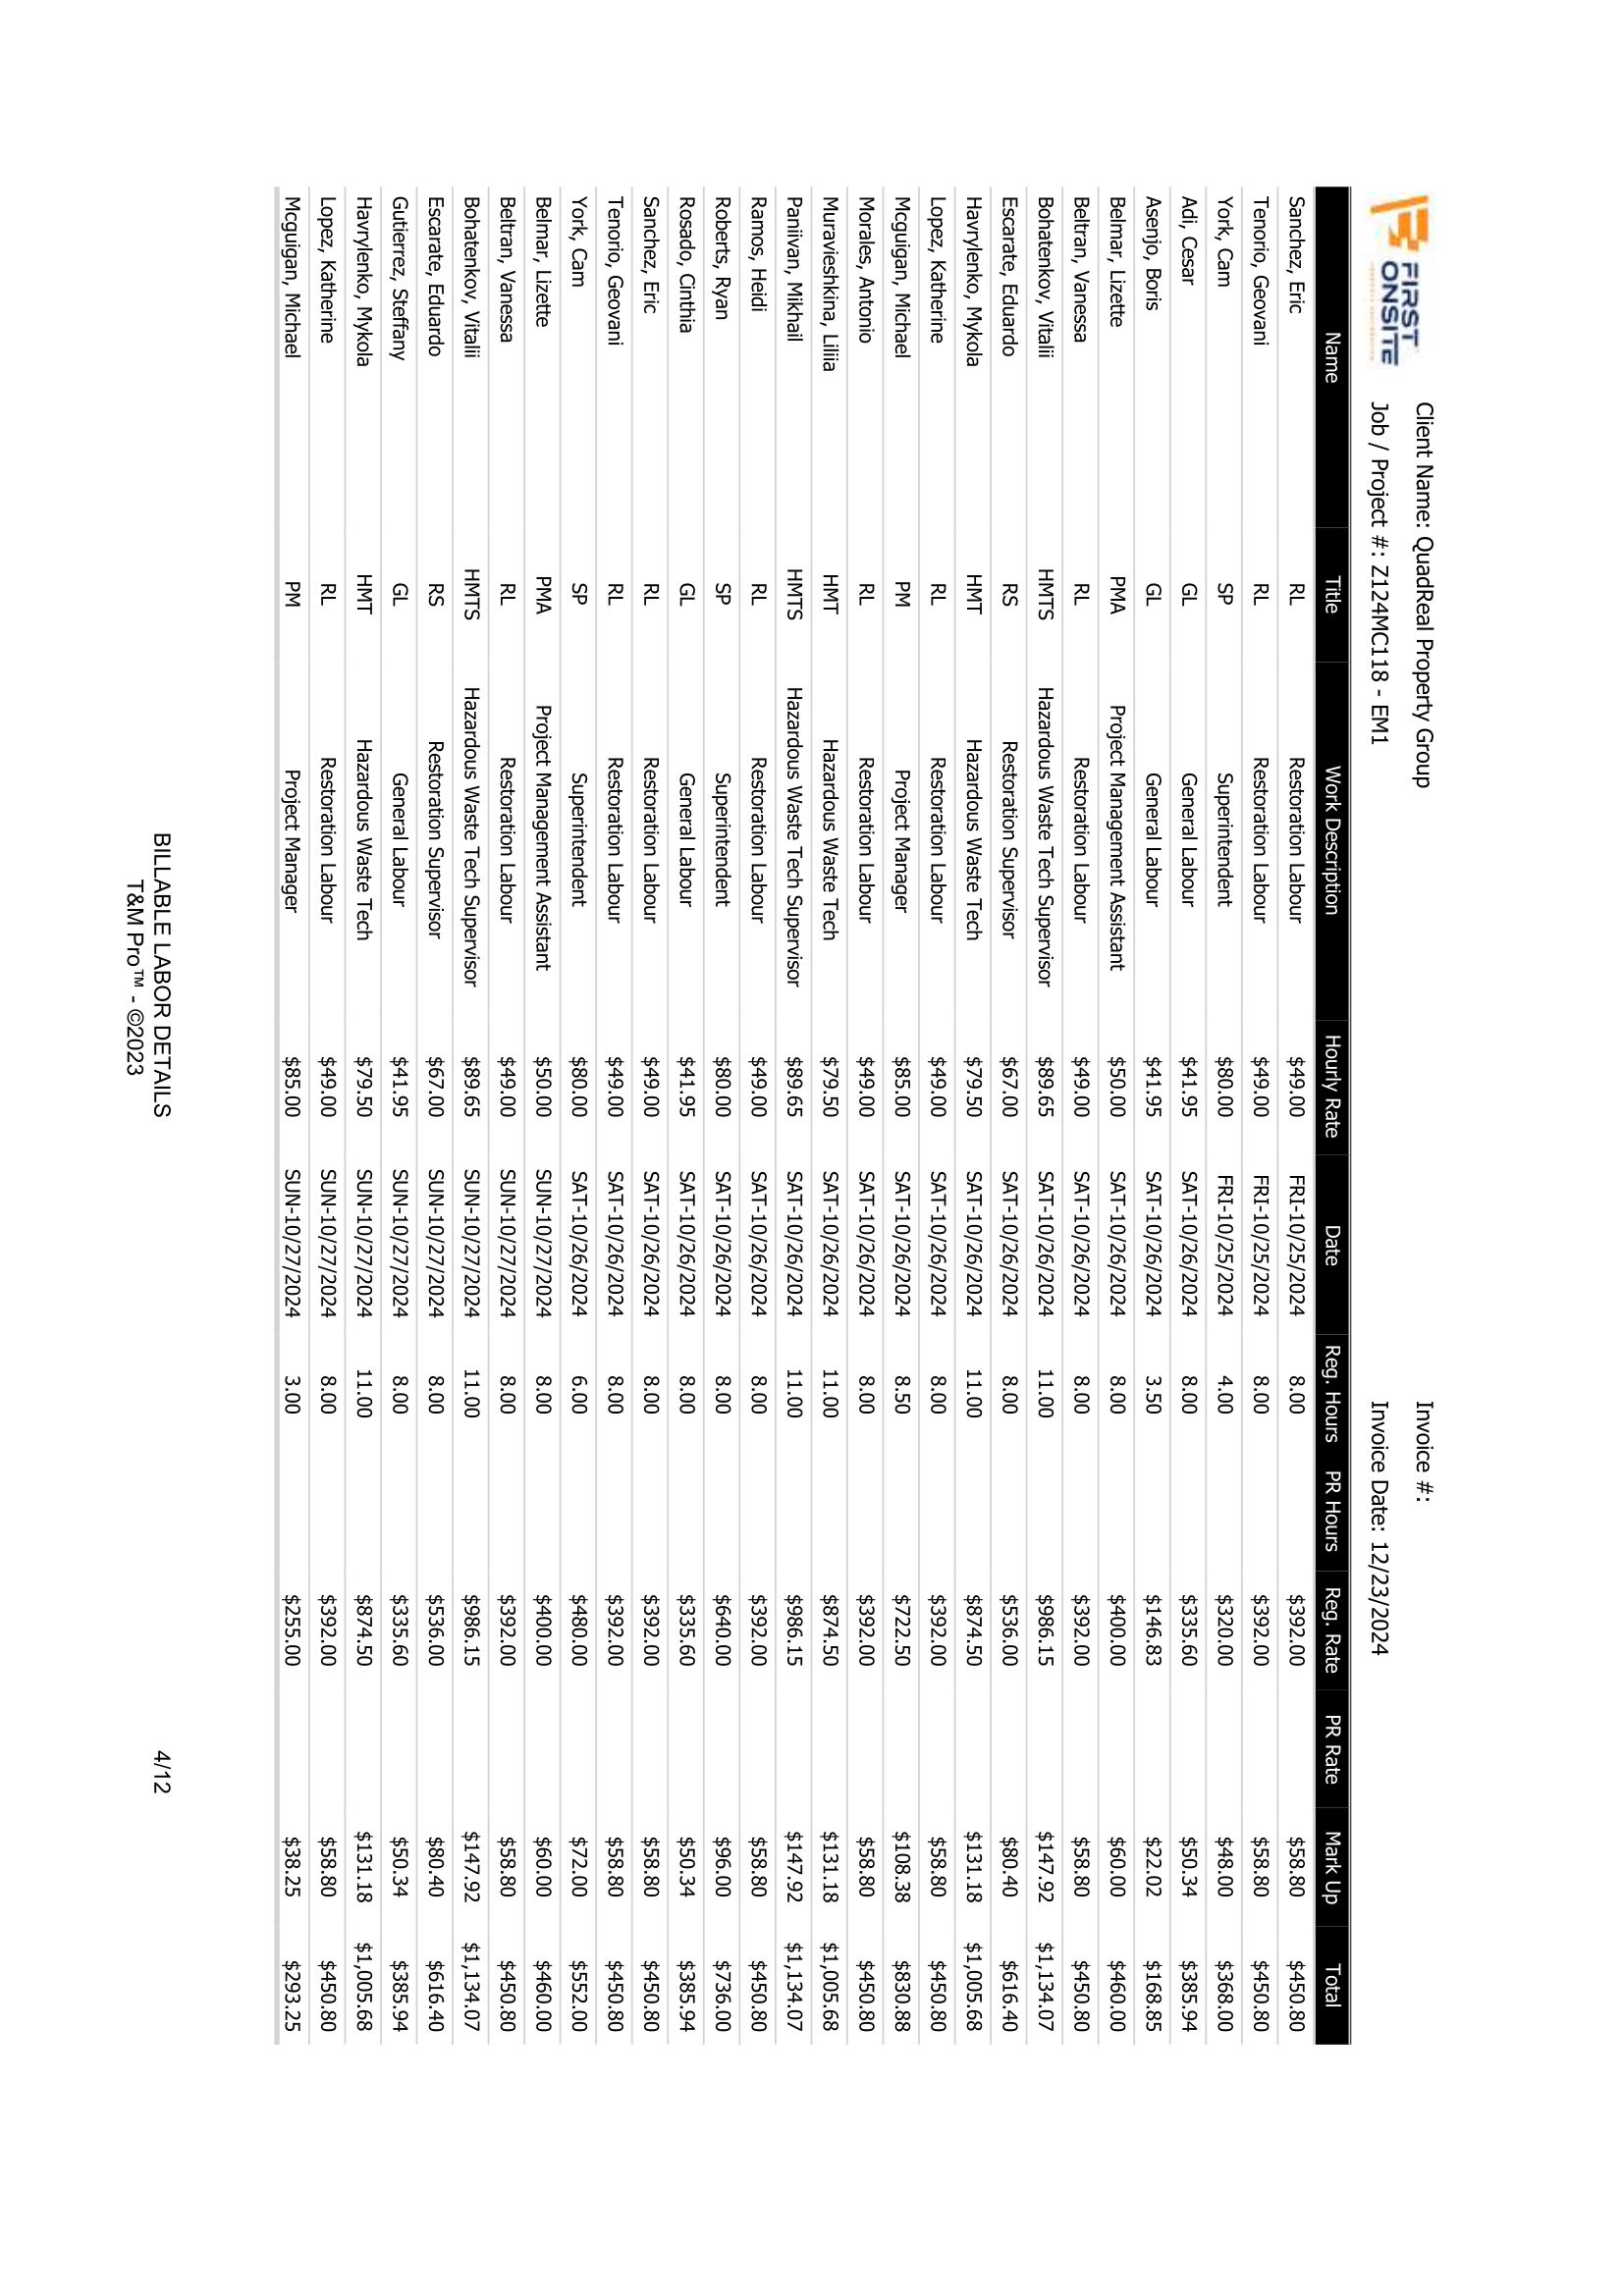 FIRST
ONSITE
Client Name: QuadReal Property Group Invoice #:
Job / Project #: Z124MC118 - EM1 Invoice Date: 12/23/2024
Name Title Work Description Hourly Rate Date Reg. Hours PR Hours Reg. Rate PR Rate Mark Up Total
Sanchez, Eric RL Restoration Labour $49.00 FRI-10/25/2024 8.00 $392.00 $58.80 $450.80
Tenorio, Geovani RL Restoration Labour $49.00 FRI-10/25/2024 8.00 $392.00 $58.80 $450.80
York, Cam SP Superintendent $80.00 FRI-10/25/2024 4.00 $320.00 $48.00 $368.00
Adi, Cesar GL General Labour $41.95 SAT-10/26/2024 8.00 $335.60 $50.34 $385.94
Asenjo, Boris GL General Labour $41.95 SAT-10/26/2024 3.50 $146.83 $22.02 $168.85
Belmar, Lizette PMA Project Management Assistant $50.00 SAT-10/26/2024 8.00 $400.00 $60.00 $460.00
Beltran, Vanessa RL Restoration Labour $49.00 SAT-10/26/2024 8.00 $392.00 $58.80 $450.80
Bohatenkov, Vitalii HMTS Hazardous Waste Tech Supervisor $89.65 SAT-10/26/2024 11.00 $986.15 $147.92 $1,134.07
Escarate, Eduardo RS Restoration Supervisor $67.00 SAT-10/26/2024 8.00 $536.00 $80.40 $616.40
Havrylenko, Mykola HMT Hazardous Waste Tech $79.50 SAT-10/26/2024 11.00 $874.50 $131.18 $1,005.68
Lopez, Katherine RL Restoration Labour $49.00 SAT-10/26/2024 8.00 $392.00 $58.80 $450.80
Mcguigan, Michael PM Project Manager $85.00 SAT-10/26/2024 8.50 $722.50 $108.38 $830.88
Morales, Antonio RL Restoration Labour $49.00 SAT-10/26/2024 8.00 $392.00 $58.80 $450.80
Muravieshkina, Liliia HMT Hazardous Waste Tech $79.50 SAT-10/26/2024 11.00 $874.50 $131.18 $1,005.68
Paniivan, Mikhail HMTS Hazardous Waste Tech Supervisor $89.65 SAT-10/26/2024 11.00 $986.15 $147.92 $1,134.07
Ramos, Heidi RL Restoration Labour $49.00 SAT-10/26/2024 8.00 $392.00 $58.80 $450.80
Roberts, Ryan SP Superintendent $80.00 SAT-10/26/2024 8.00 $640.00 $96.00 $736.00
Rosado, Cinthia GL General Labour $41.95 SAT-10/26/2024 8.00 $335.60 $50.34 $385.94
Sanchez, Eric RL Restoration Labour $49.00 SAT-10/26/2024 8.00 $392.00 $58.80 $450.80
Tenorio, Geovani RL Restoration Labour $49.00 SAT-10/26/2024 8.00 $392.00 $58.80 $450.80
York, Cam SP Superintendent $80.00 SAT-10/26/2024 6.00 $480.00 $72.00 $552.00
Belmar, Lizette PMA Project Management Assistant $50.00 SUN-10/27/2024 8.00 $400.00 $60.00 $460.00
Beltran, Vanessa RL Restoration Labour $49.00 SUN-10/27/2024 8.00 $392.00 $58.80 $450.80
Bohatenkov, Vitalii HMTS Hazardous Waste Tech Supervisor $89.65 SUN-10/27/2024 11.00 $986.15 $147.92 $1,134.07
Escarate, Eduardo RS Restoration Supervisor $67.00 SUN-10/27/2024 8.00 $536.00 $80.40 $616.40
Gutierrez, Steffany GL General Labour $41.95 SUN-10/27/2024 8.00 $335.60 $50.34 $385.94
Havrylenko, Mykola HMT Hazardous Waste Tech $79.50 SUN-10/27/2024 11.00 $874.50 $131.18 $1,005.68
Lopez, Katherine RL Restoration Labour $49.00 SUN-10/27/2024 8.00 $392.00 $58.80 $450.80
Mcguigan, Michael PM Project Manager $85.00 SUN-10/27/2024 3.00 $255.00 $38.25 $293.25
BILLABLE LABOR DETAILS 4/12
T&M Pro™ - ©2023